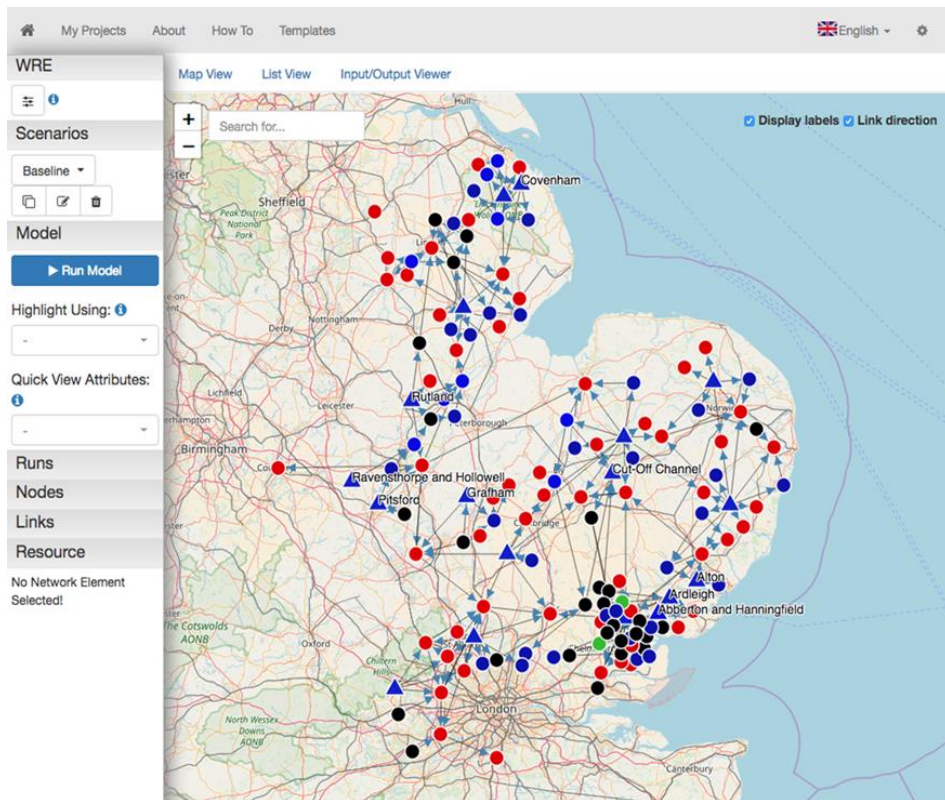 My Projects About How To Templates English
WRE
Map View List View Input/Output Viewer
+
−
Search for...
Display labels Link direction
Scenarios
Baseline
Model
Run Model
Highlight Using:
-
Quick View Attributes:
-
Runs
Nodes
Links
Resource
No Network Element
Selected!
Hull
Covenham
Sheffield
Peak District
National
Park
Nottingham
Derby
Rutland
Leicester
Lichfield
Norwic
Birmingham
Ravensthorpe and Hollowell
Cut-Off Channel
Grafham
Pitsford
Alton
Ardleigh
Abberton and Hanningfield
The Cotswolds
AONB
Oxford
Chiltern
Hills
London
North Wessex
Downs
AONB
Canterbury